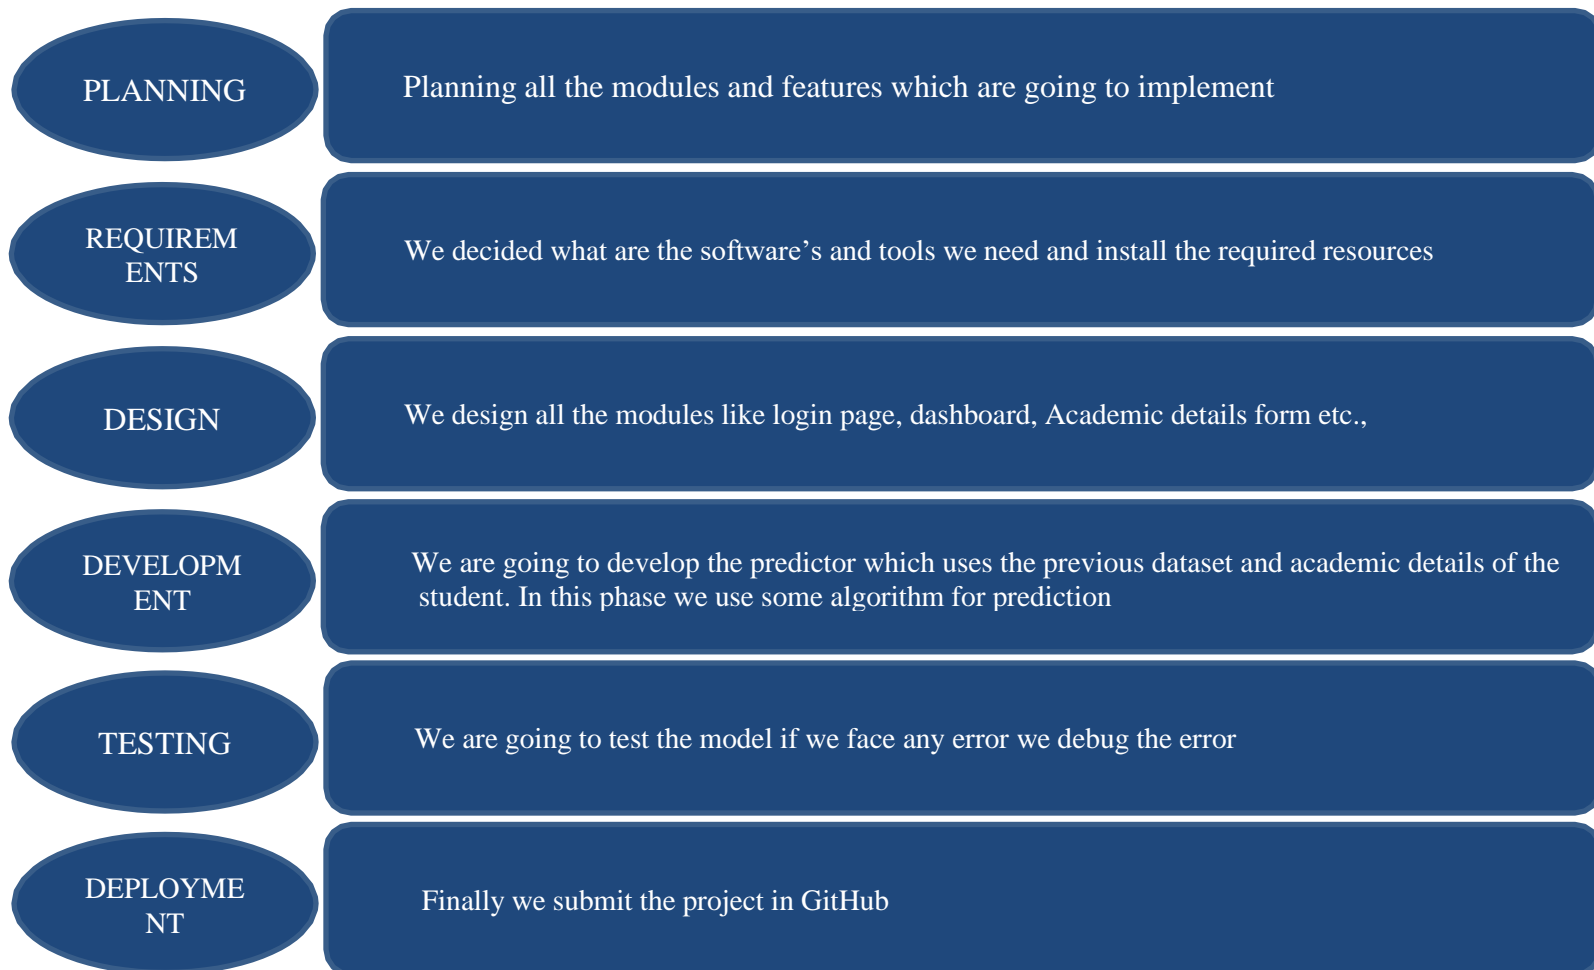 PLANNING
Planning all the modules and features which are going to implement
REQUIREM
ENTS
We decided what are the software’s and tools we need and install the required resources
DESIGN
We design all the modules like login page, dashboard, Academic details form etc.,
DEVELOPM
ENT
We are going to develop the predictor which uses the previous dataset and academic details of the
student. In this phase we use some algorithm for prediction
TESTING
We are going to test the model if we face any error we debug the error
DEPLOYME
NT
Finally we submit the project in GitHub